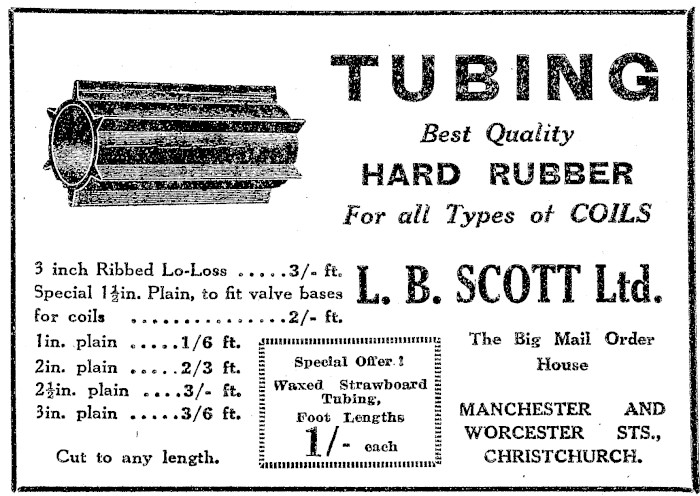 TUBING
Best Quality
HARD RUBBER
For all Types of COILS
3 inch Ribbed Lo-Loss .....3/- ft.
Special 1½in. Plain, to fit valve bases
for coils ..............2/- ft.
1in. plain .....1/6 ft.
2in. plain .....2/3 ft.
2½in. plain ....3/- ft.
3in. plain .....3/6 ft.
Cut to any length.
Special Offer!
Waxed Strawboard
Tubing,
Foot Lengths
1/- each
L. B. SCOTT Ltd.
The Big Mail Order
House
MANCHESTER AND
WORCESTER STS.,
CHRISTCHURCH.